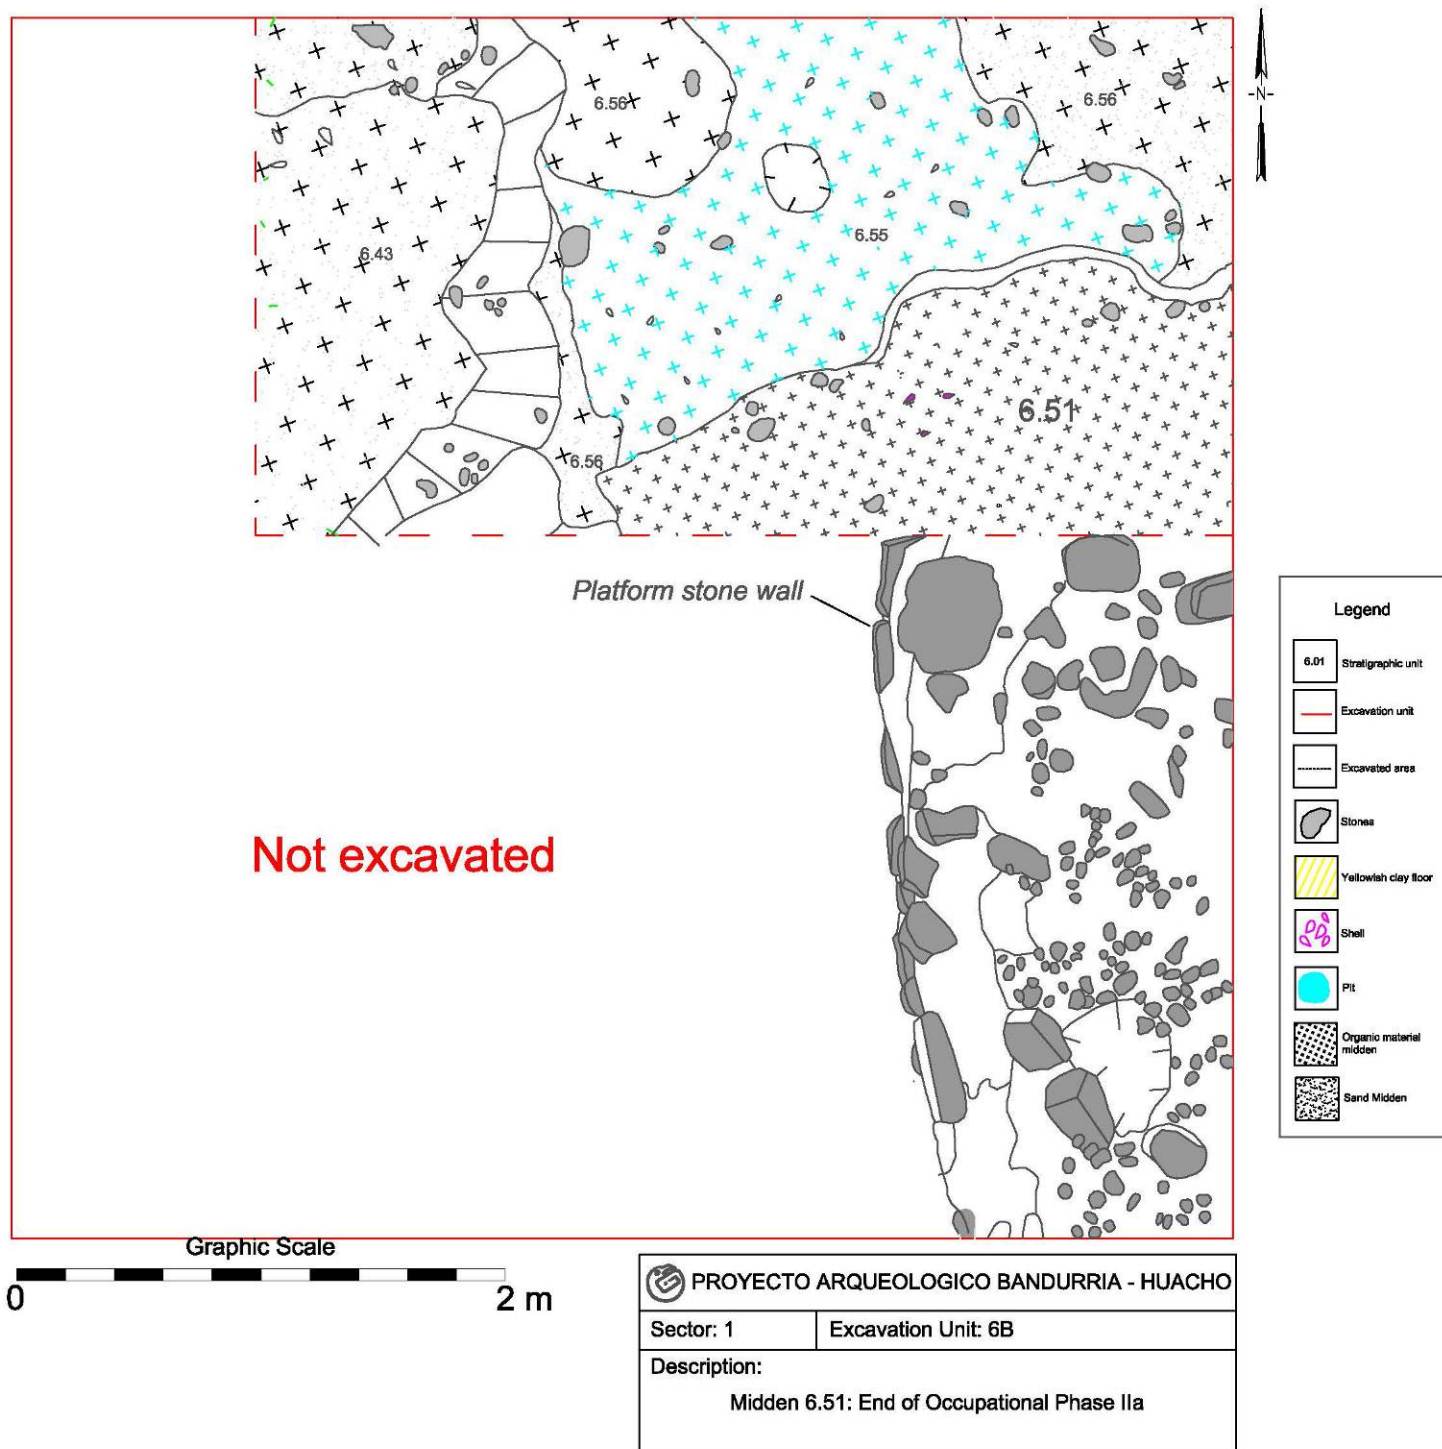 N
6.56
6.56
6.55
6.43
6.51
6.56
Platform stone wall
Not excavated
Legend
6.01 Stratigraphic unit
Excavation unit
Excavated area
Stones
Yellowish clay floor
Shell
Pit
Organic material
midden
Sand Midden
Graphic Scale
0 2 m
PROYECTO ARQUEOLOGICO BANDURRIA - HUACHO
Sector: 1 Excavation Unit: 6B
Description:
Midden 6.51: End of Occupational Phase IIa